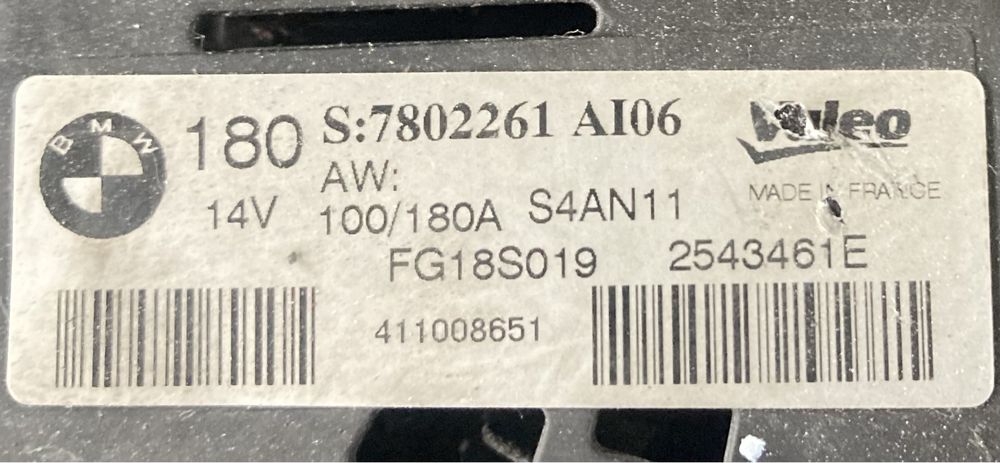 BMW
180 S:7802261 AI06 Valeo
AW: MADE IN FRANCE
14V 100/180A S4AN11
FG18S019 2543461E
411008651